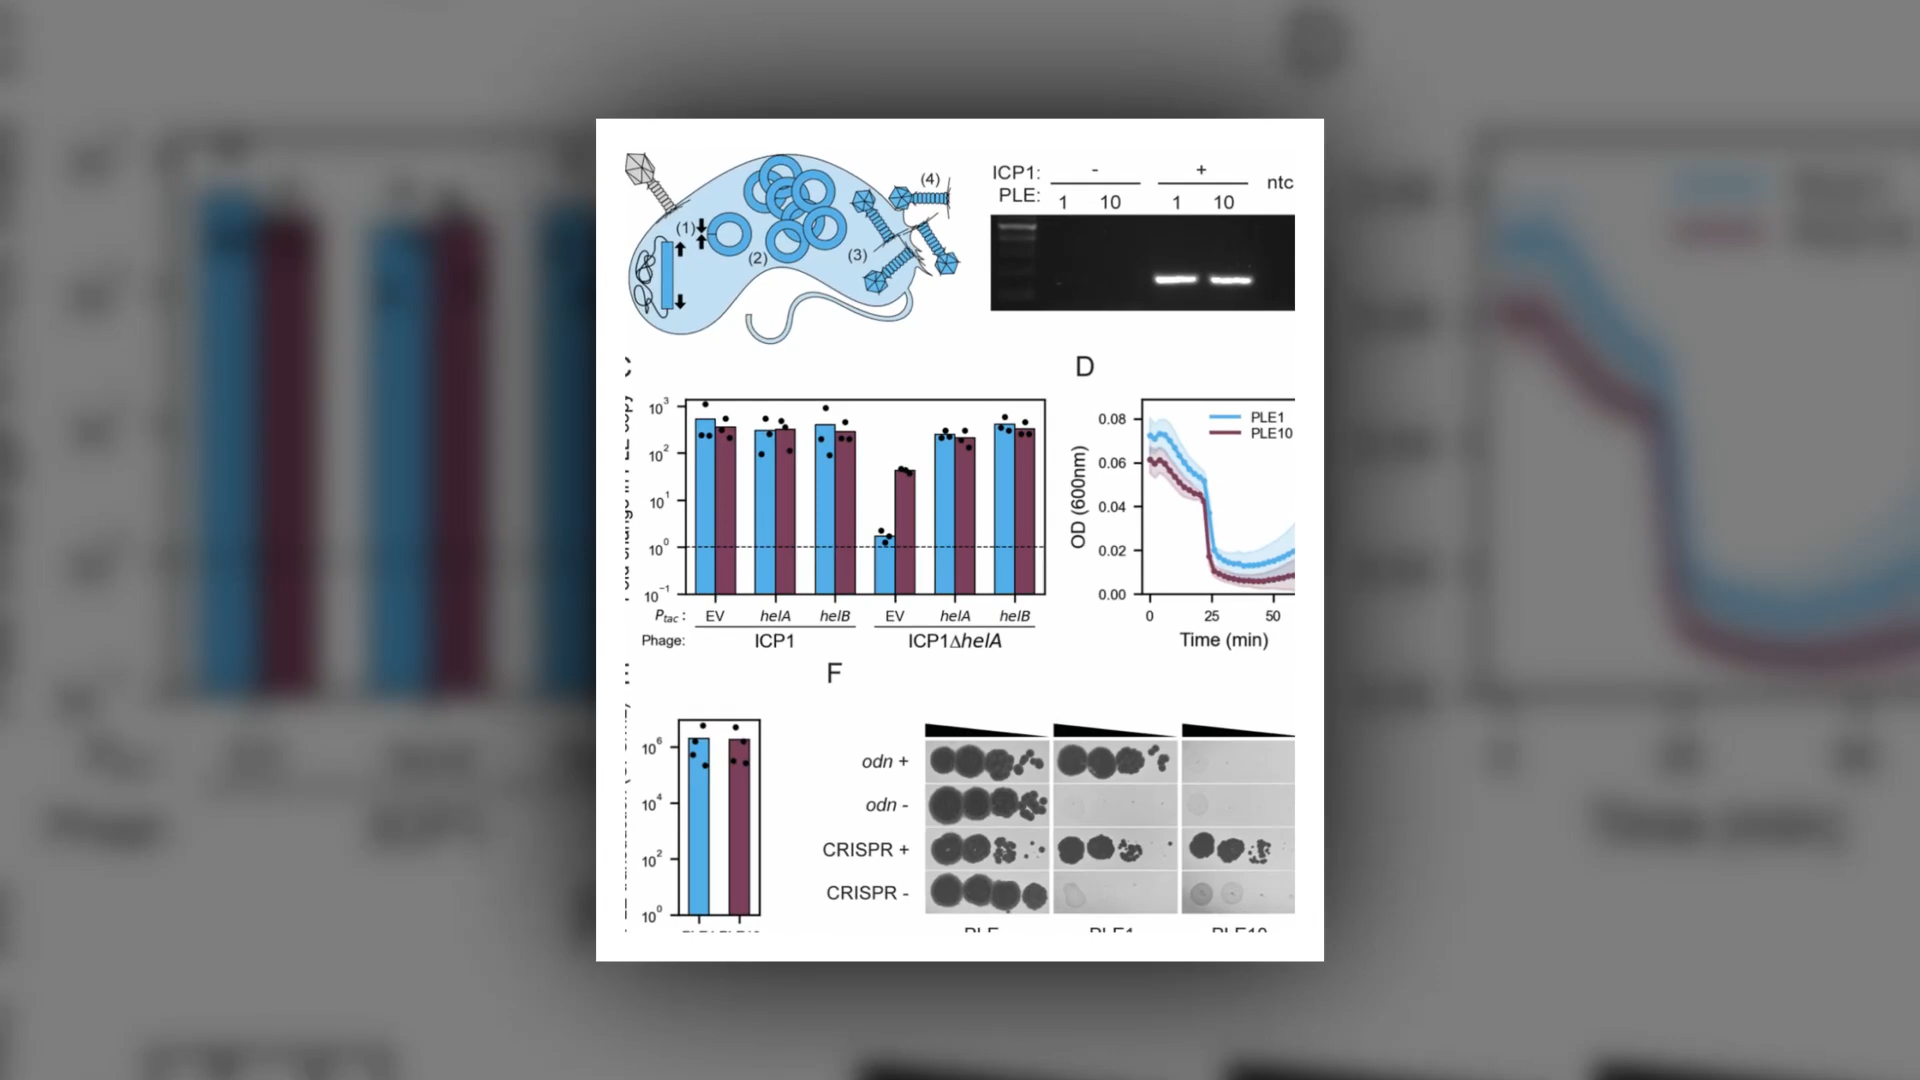 (1)
(2)
(3)
(4)
ICP1: - + ntc
PLE: 1 10 1 10
D
10³
10²
10¹
10⁰
10⁻¹
Ptac: EV helA helB EV helA helB
Phage: ICP1 ICP1ΔhelA
OD (600nm)
0.08
0.06
0.04
0.02
0.00
PLE1
PLE10
0 25 50
Time (min)
F
10⁶
10⁴
10²
10⁰
odn +
odn -
CRISPR +
CRISPR -